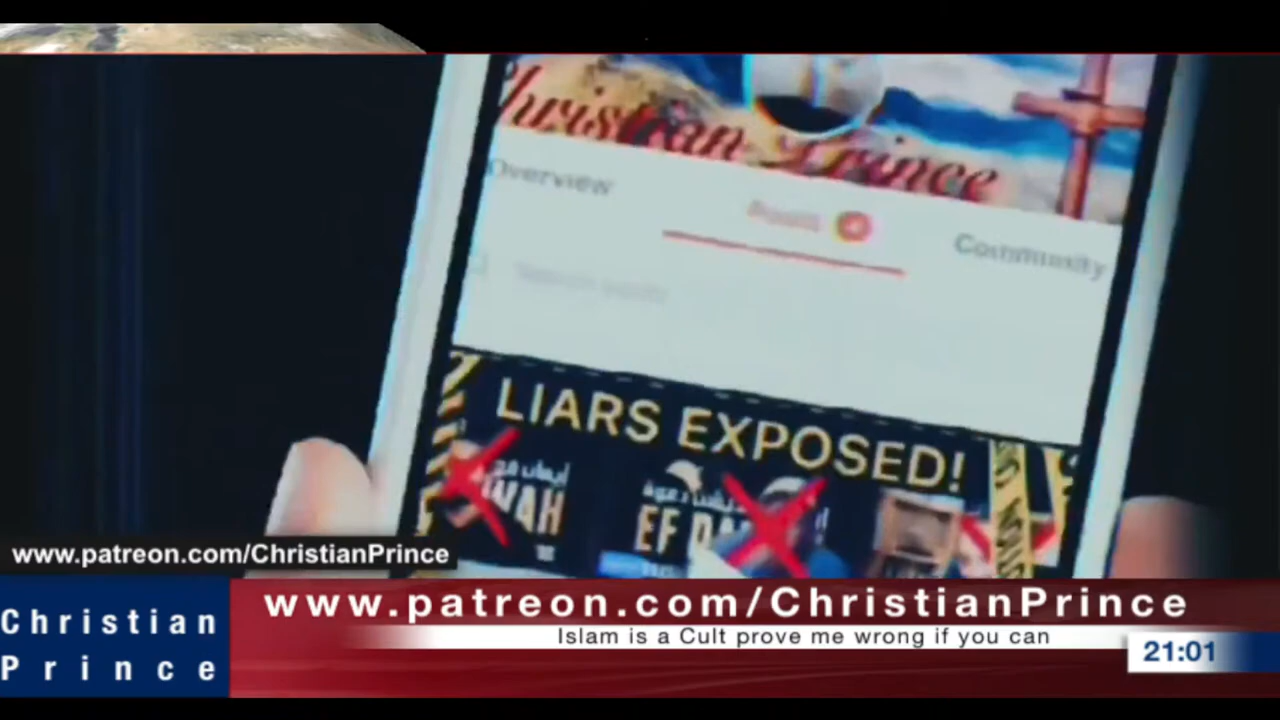 Christian Prince
Overview
Community
LIARS EXPOSED!
www.patreon.com/ChristianPrince
www.patreon.com/ChristianPrince
Christian
Prince
Islam is a Cult prove me wrong if you can
21:01